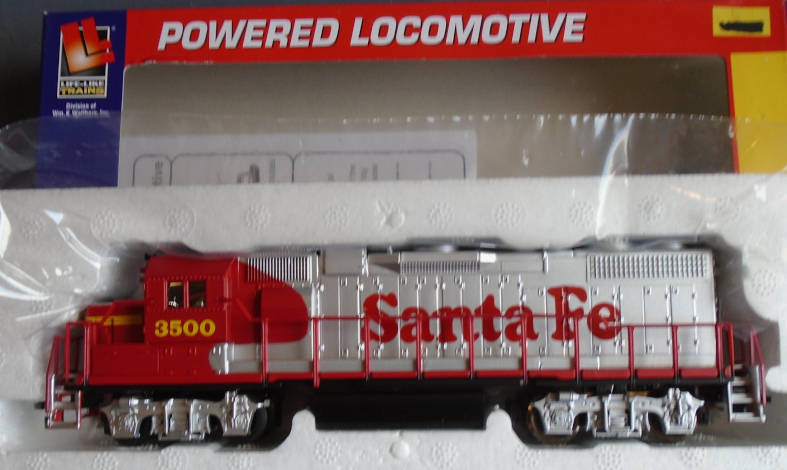 POWERED LOCOMOTIVE
LIFE-LIKE
TRAINS
Division of
Wm. K. Walthers, Inc.
3500
Santa Fe